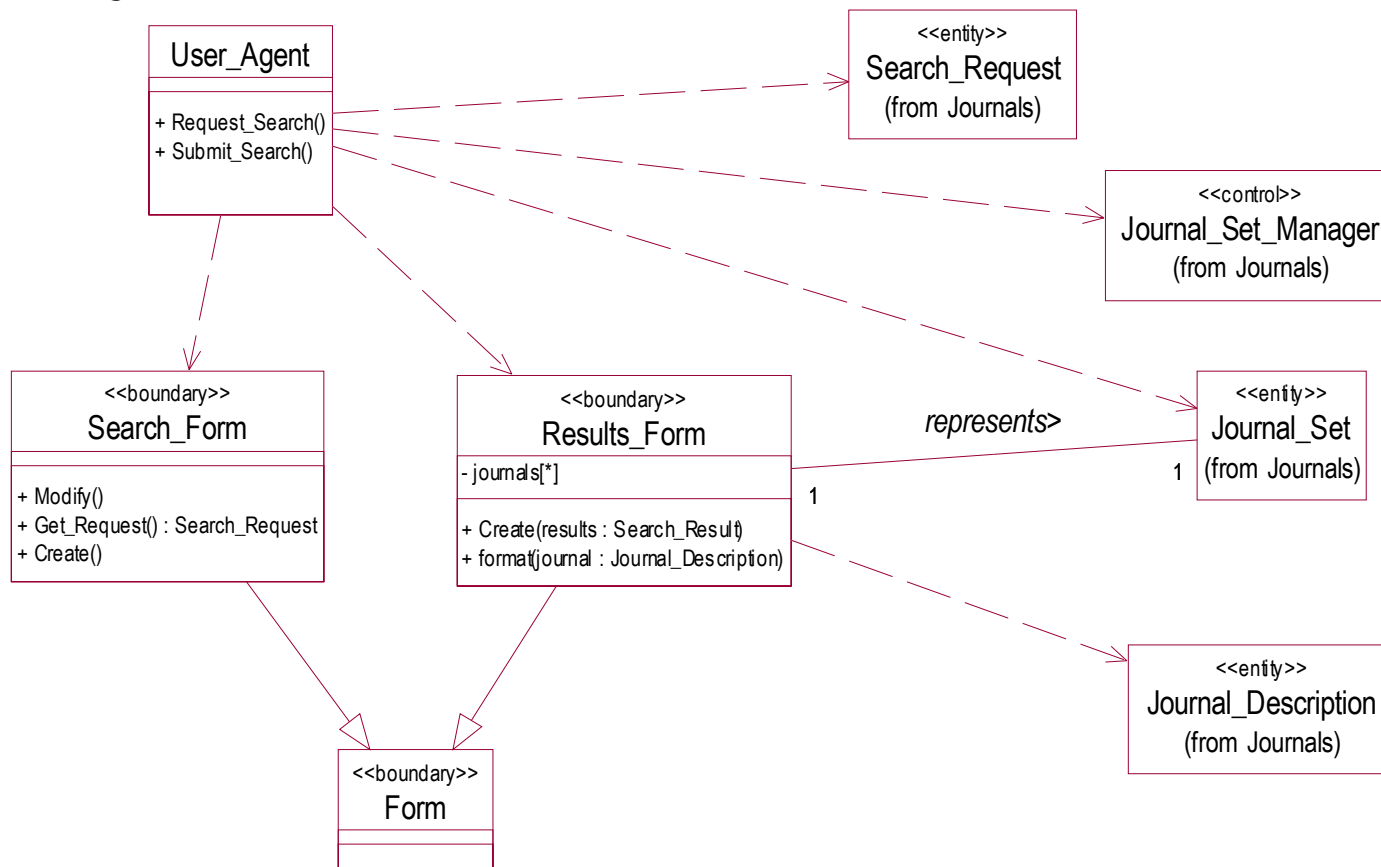 User_Agent
+ Request_Search()
+ Submit_Search()
<<entity>>
Search_Request
(from Journals)
<<control>>
Journal_Set_Manager
(from Journals)
<<boundary>>
Search_Form
+ Modify()
+ Get_Request() : Search_Request
+ Create()
<<boundary>>
Results_Form
- journals[*]
+ Create(results : Search_Result)
+ format(journal : Journal_Description)
represents>
1
1
<<entity>>
Journal_Set
(from Journals)
<<entity>>
Journal_Description
(from Journals)
<<boundary>>
Form